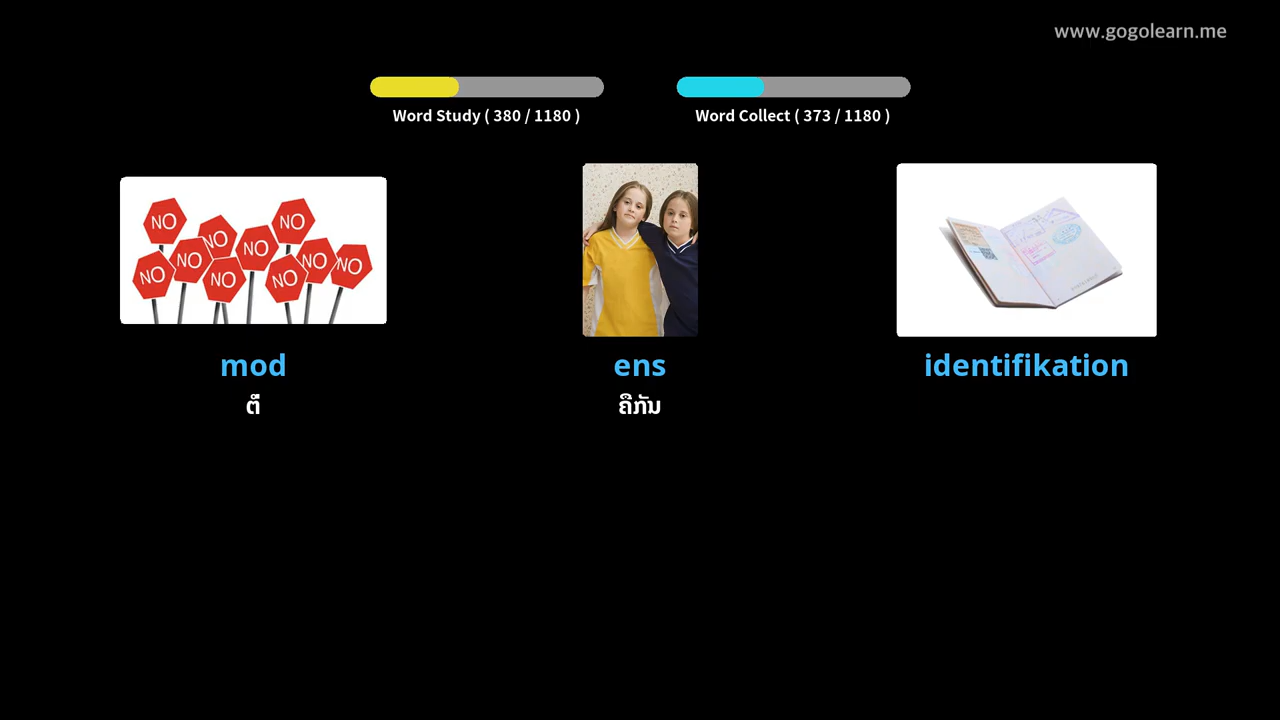 www.gogolearn.me
Word Study ( 380 / 1180 )
Word Collect ( 373 / 1180 )
NO NO NO NO NO NO NO NO NO NO
mod
ens
identifikation
ຕໍ່
ຄືກັນ